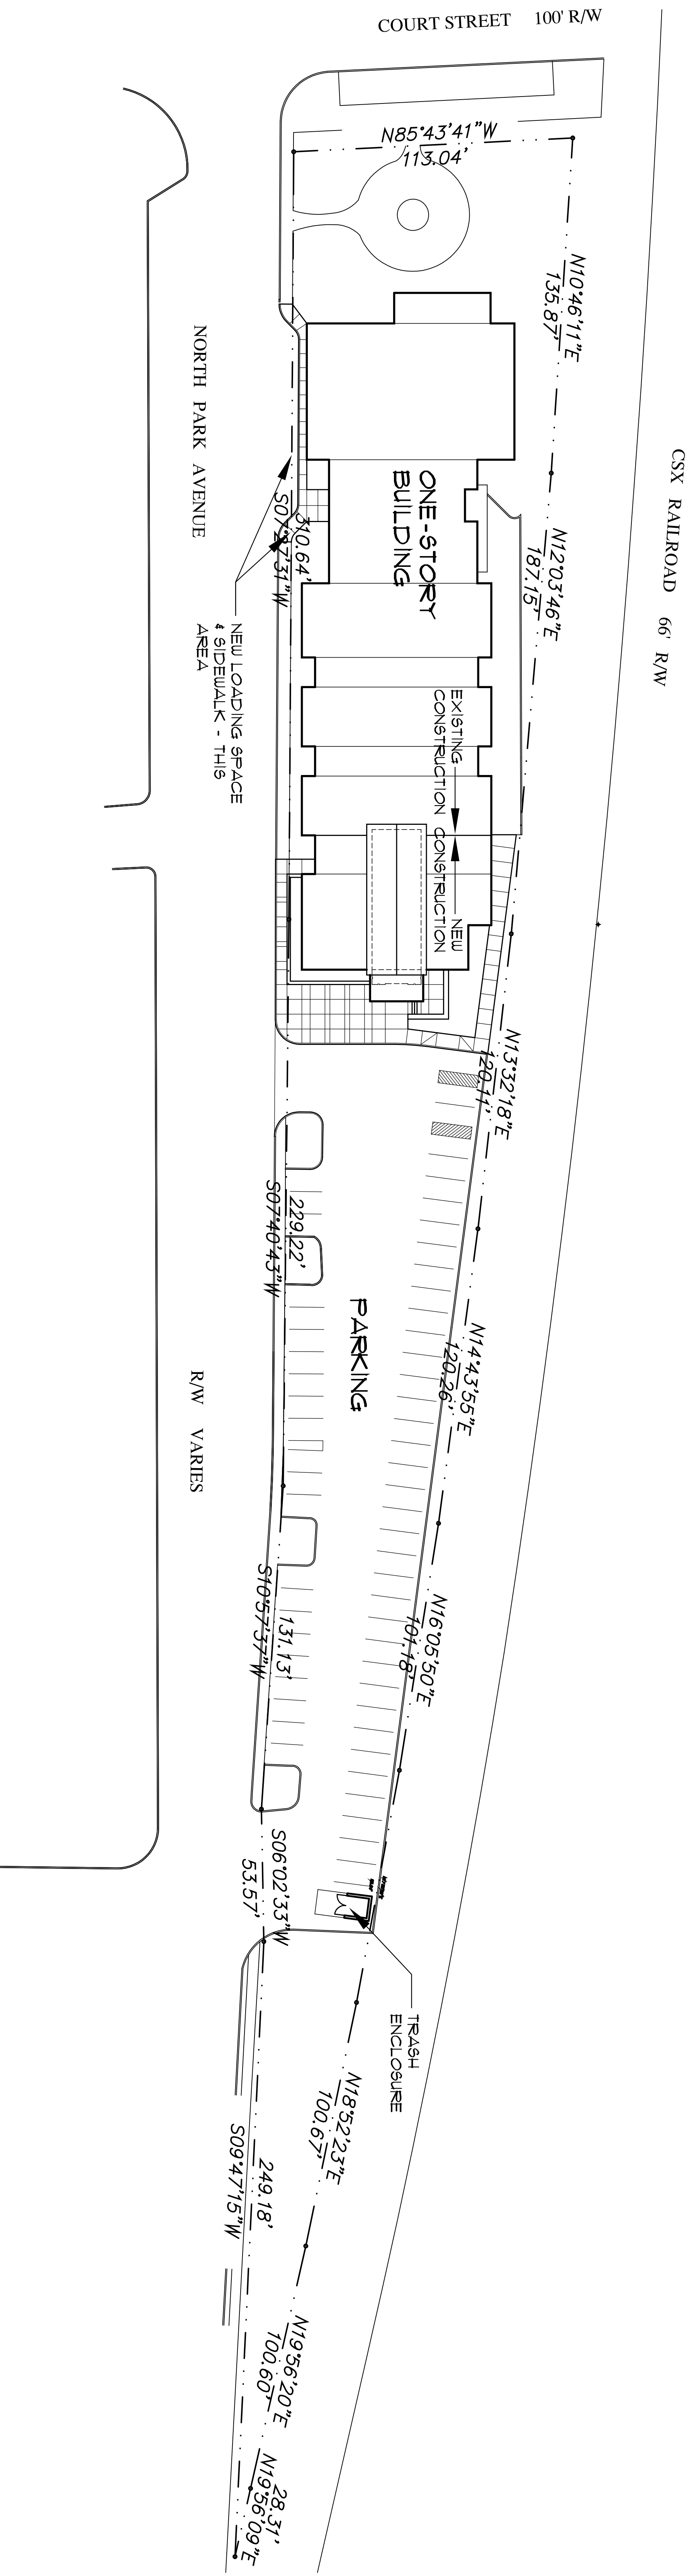 COURT STREET 100' R/W
N85°43'41"W
113.04'
N10°46'11"E
135.87'
CSX RAILROAD 66' R/W
NORTH PARK AVENUE
ONE-STORY
BUILDING
310.64'
S07°27'31"W
N12°03'46"E
187.15'
NEW LOADING SPACE
& SIDEWALK - THIS
AREA
EXISTING
CONSTRUCTION
NEW
CONSTRUCTION
N13°32'18"E
120.11'
229.22'
S07°40'43"W
PARKING
N14°43'55"E
120.26'
R/W VARIES
131.13'
S10°57'37"W
N16°05'50"E
101.18'
S06°02'33"W
53.57'
TRASH
ENCLOSURE
N18°52'23"E
100.67'
249.18'
S09°47'15"W
N19°56'20"E
100.60'
28.31'
N19°56'09"E